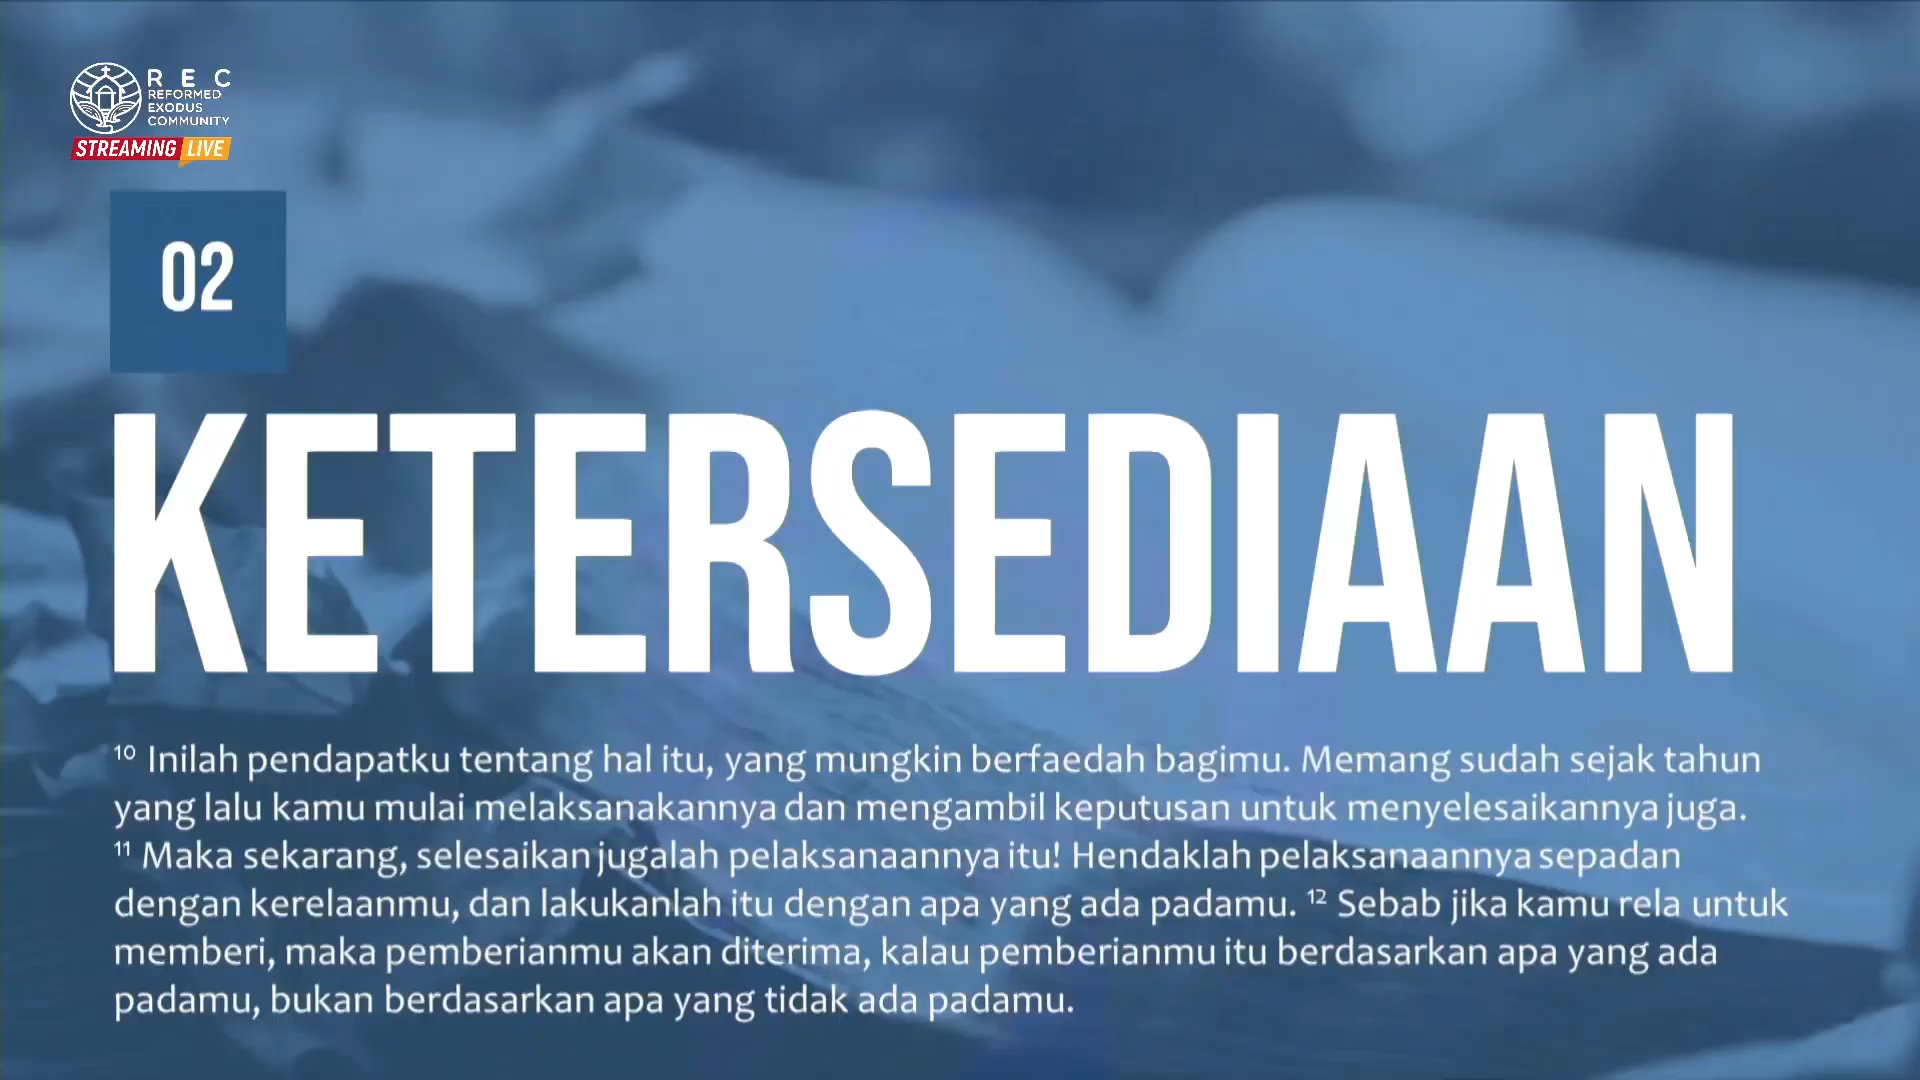 REC
REFORMED
EXODUS
COMMUNITY
STREAMING LIVE
02
KETERSEDIAAN
¹⁰ Inilah pendapatku tentang hal itu, yang mungkin berfaedah bagimu. Memang sudah sejak tahun
yang lalu kamu mulai melaksanakannya dan mengambil keputusan untuk menyelesaikannya juga.
¹¹ Maka sekarang, selesaikan jugalah pelaksanaannya itu! Hendaklah pelaksanaannya sepadan
dengan kerelaanmu, dan lakukanlah itu dengan apa yang ada padamu. ¹² Sebab jika kamu rela untuk
memberi, maka pemberianmu akan diterima, kalau pemberianmu itu berdasarkan apa yang ada
padamu, bukan berdasarkan apa yang tidak ada padamu.